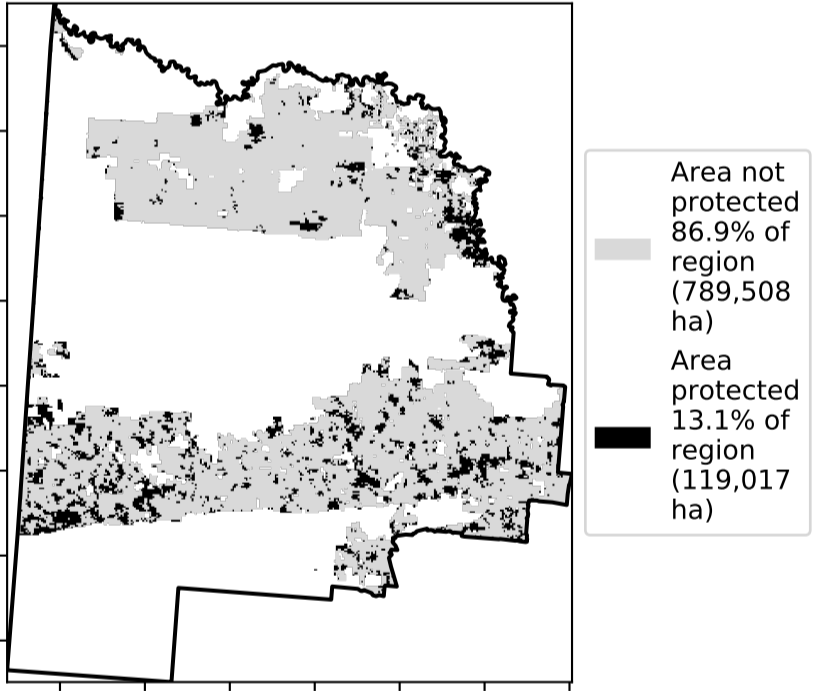 Area not
protected
86.9% of
region
(789,508
ha)
Area
protected
13.1% of
region
(119,017
ha)